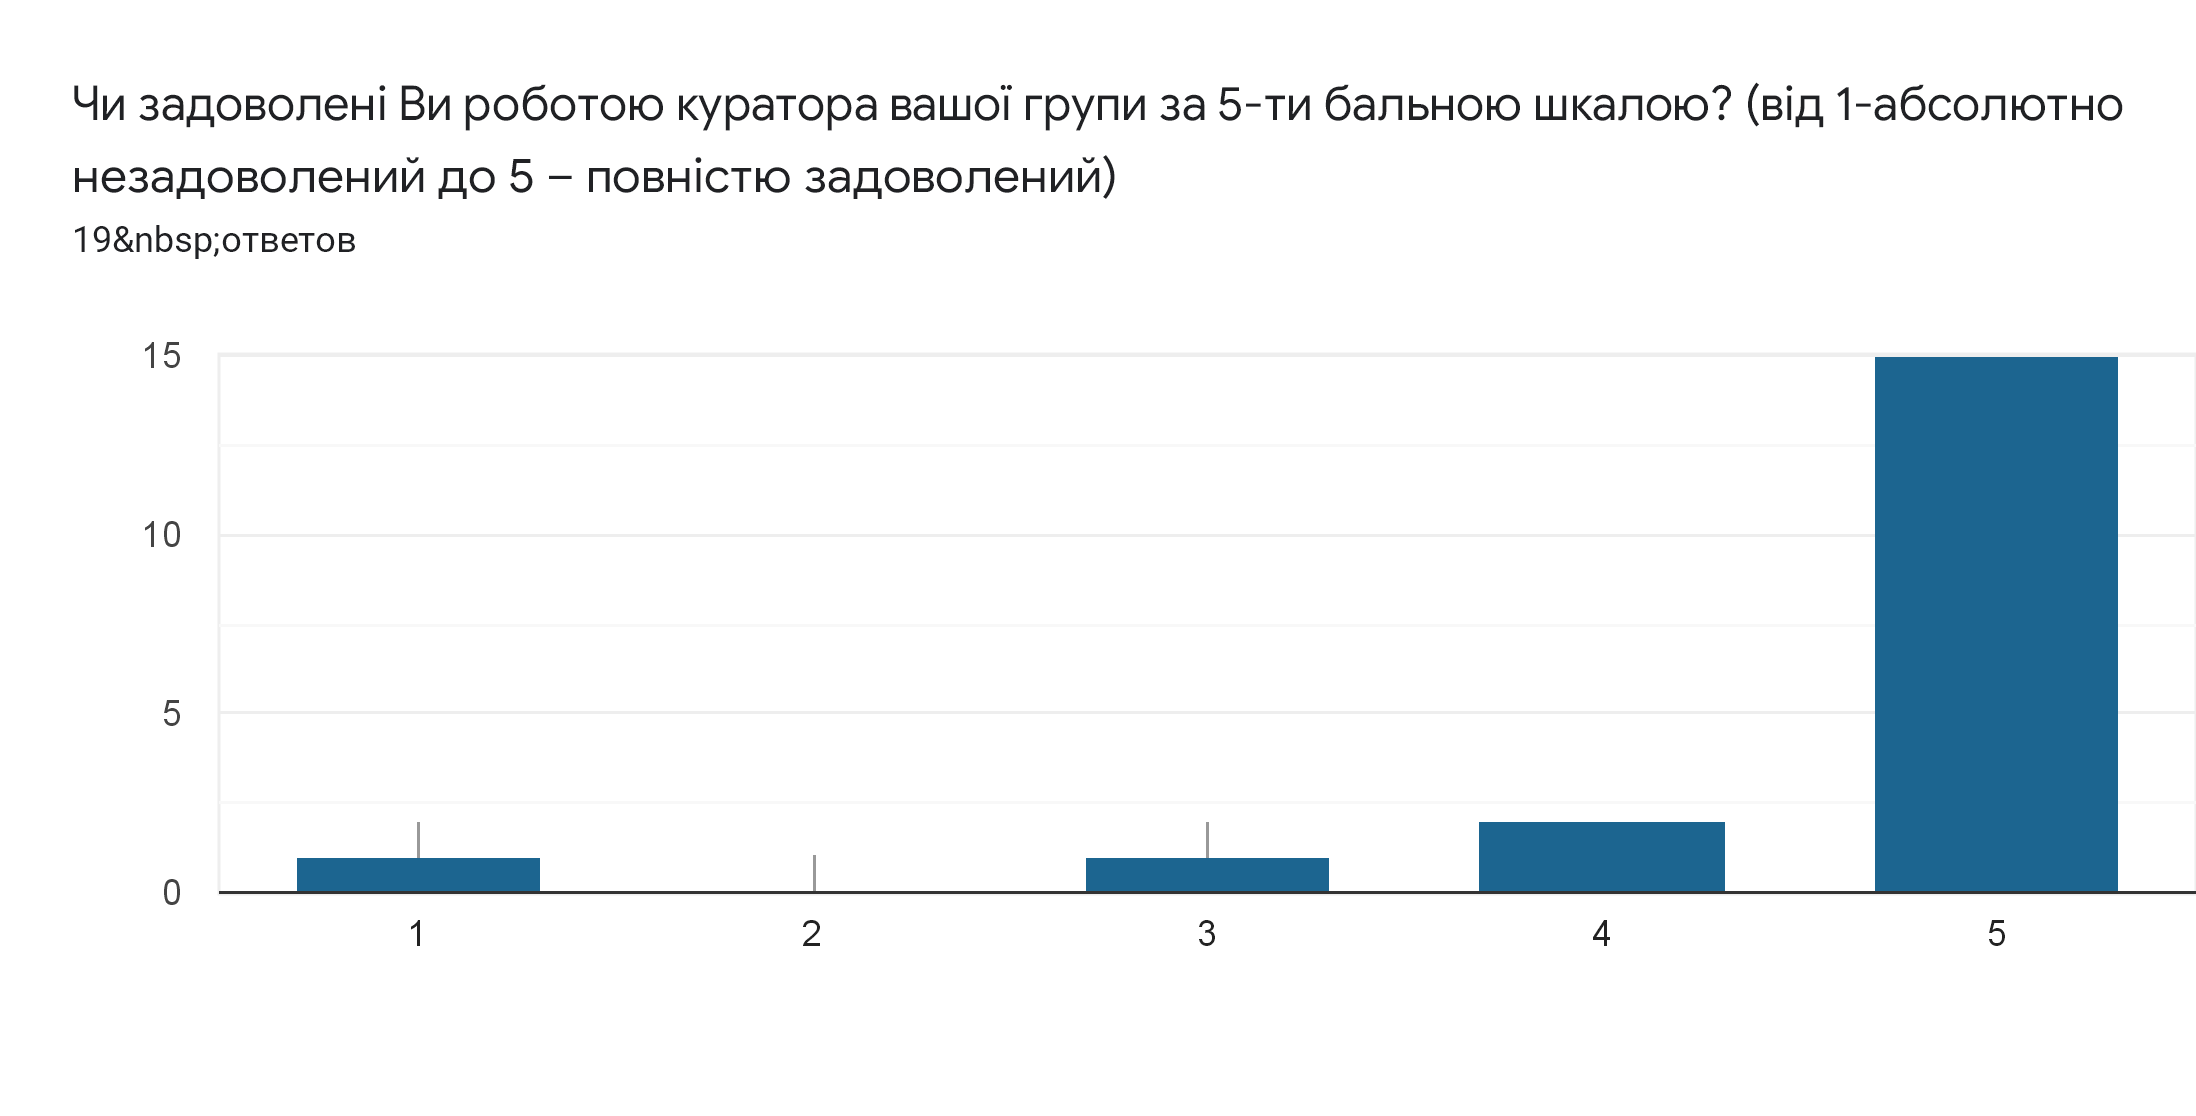 Чи задоволені Ви роботою куратора вашої групи за 5-ти бальною шкалою? (від 1-абсолютно
незадоволений до 5 – повністю задоволений)
19&nbsp;ответов
15
10
5
0
1 2 3 4 5